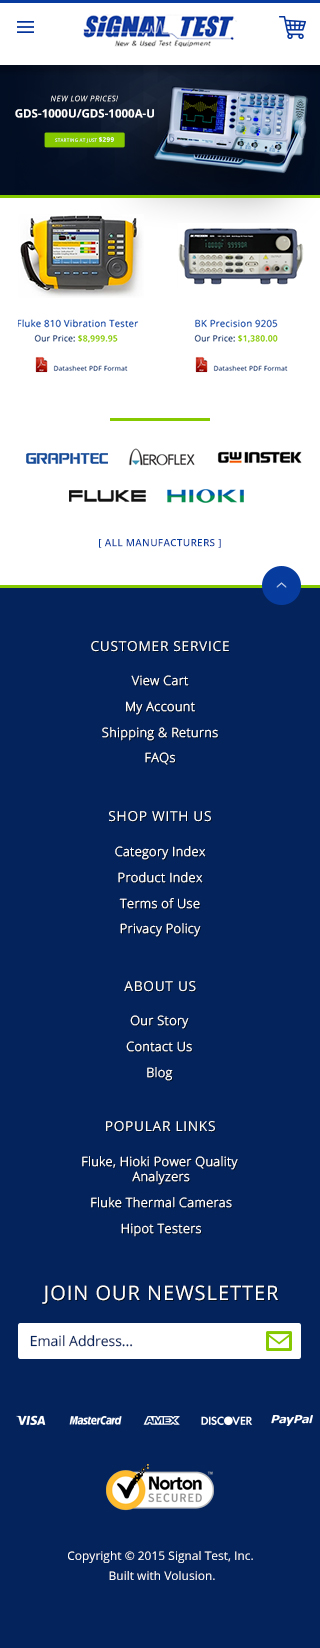 SIGNAL TEST
New & Used Test Equipment
NEW LOW PRICES!
GDS-1000U/GDS-1000A-U
STARTING AT JUST $299
Fluke 810 Vibration Tester
Our Price: $8,999.95
Datasheet PDF Format
BK Precision 9205
Our Price: $1,380.00
Datasheet PDF Format
GRAPHTEC AEROFLEX GWINSTEK
FLUKE HIOKI
[ ALL MANUFACTURERS ]
CUSTOMER SERVICE
View Cart
My Account
Shipping & Returns
FAQs
SHOP WITH US
Category Index
Product Index
Terms of Use
Privacy Policy
ABOUT US
Our Story
Contact Us
Blog
POPULAR LINKS
Fluke, Hioki Power Quality
Analyzers
Fluke Thermal Cameras
Hipot Testers
JOIN OUR NEWSLETTER
Email Address...
VISA MasterCard AMEX DISCOVER PayPal
Norton
SECURED
Copyright © 2015 Signal Test, Inc.
Built with Volusion.